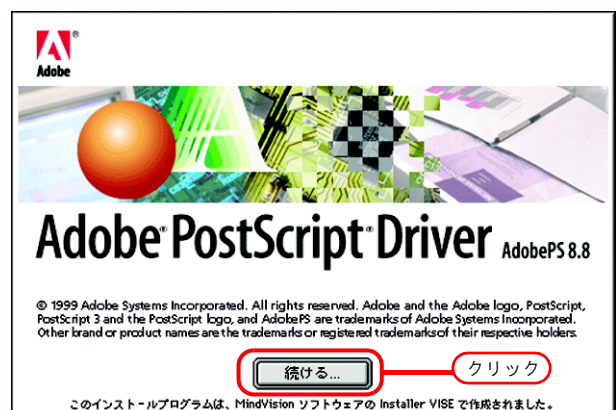 Adobe
Adobe® PostScript® Driver AdobePS 8.8
© 1999 Adobe Systems Incorporated. All rights reserved. Adobe and the Adobe logo, PostScript,
PostScript 3 and the PostScript logo, and AdobePS are trademarks of Adobe Systems Incorporated.
Other brand or product names are the trademarks or registered trademarks of their respective holders.
続ける...
クリック
このインストールプログラムは、MindVision ソフトウェアの Installer VISE で作成されました。